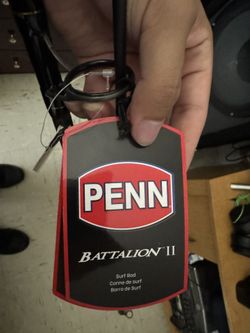 PENN
BATTALION II
Surf Rod
Canne de surf
Barra de Surf